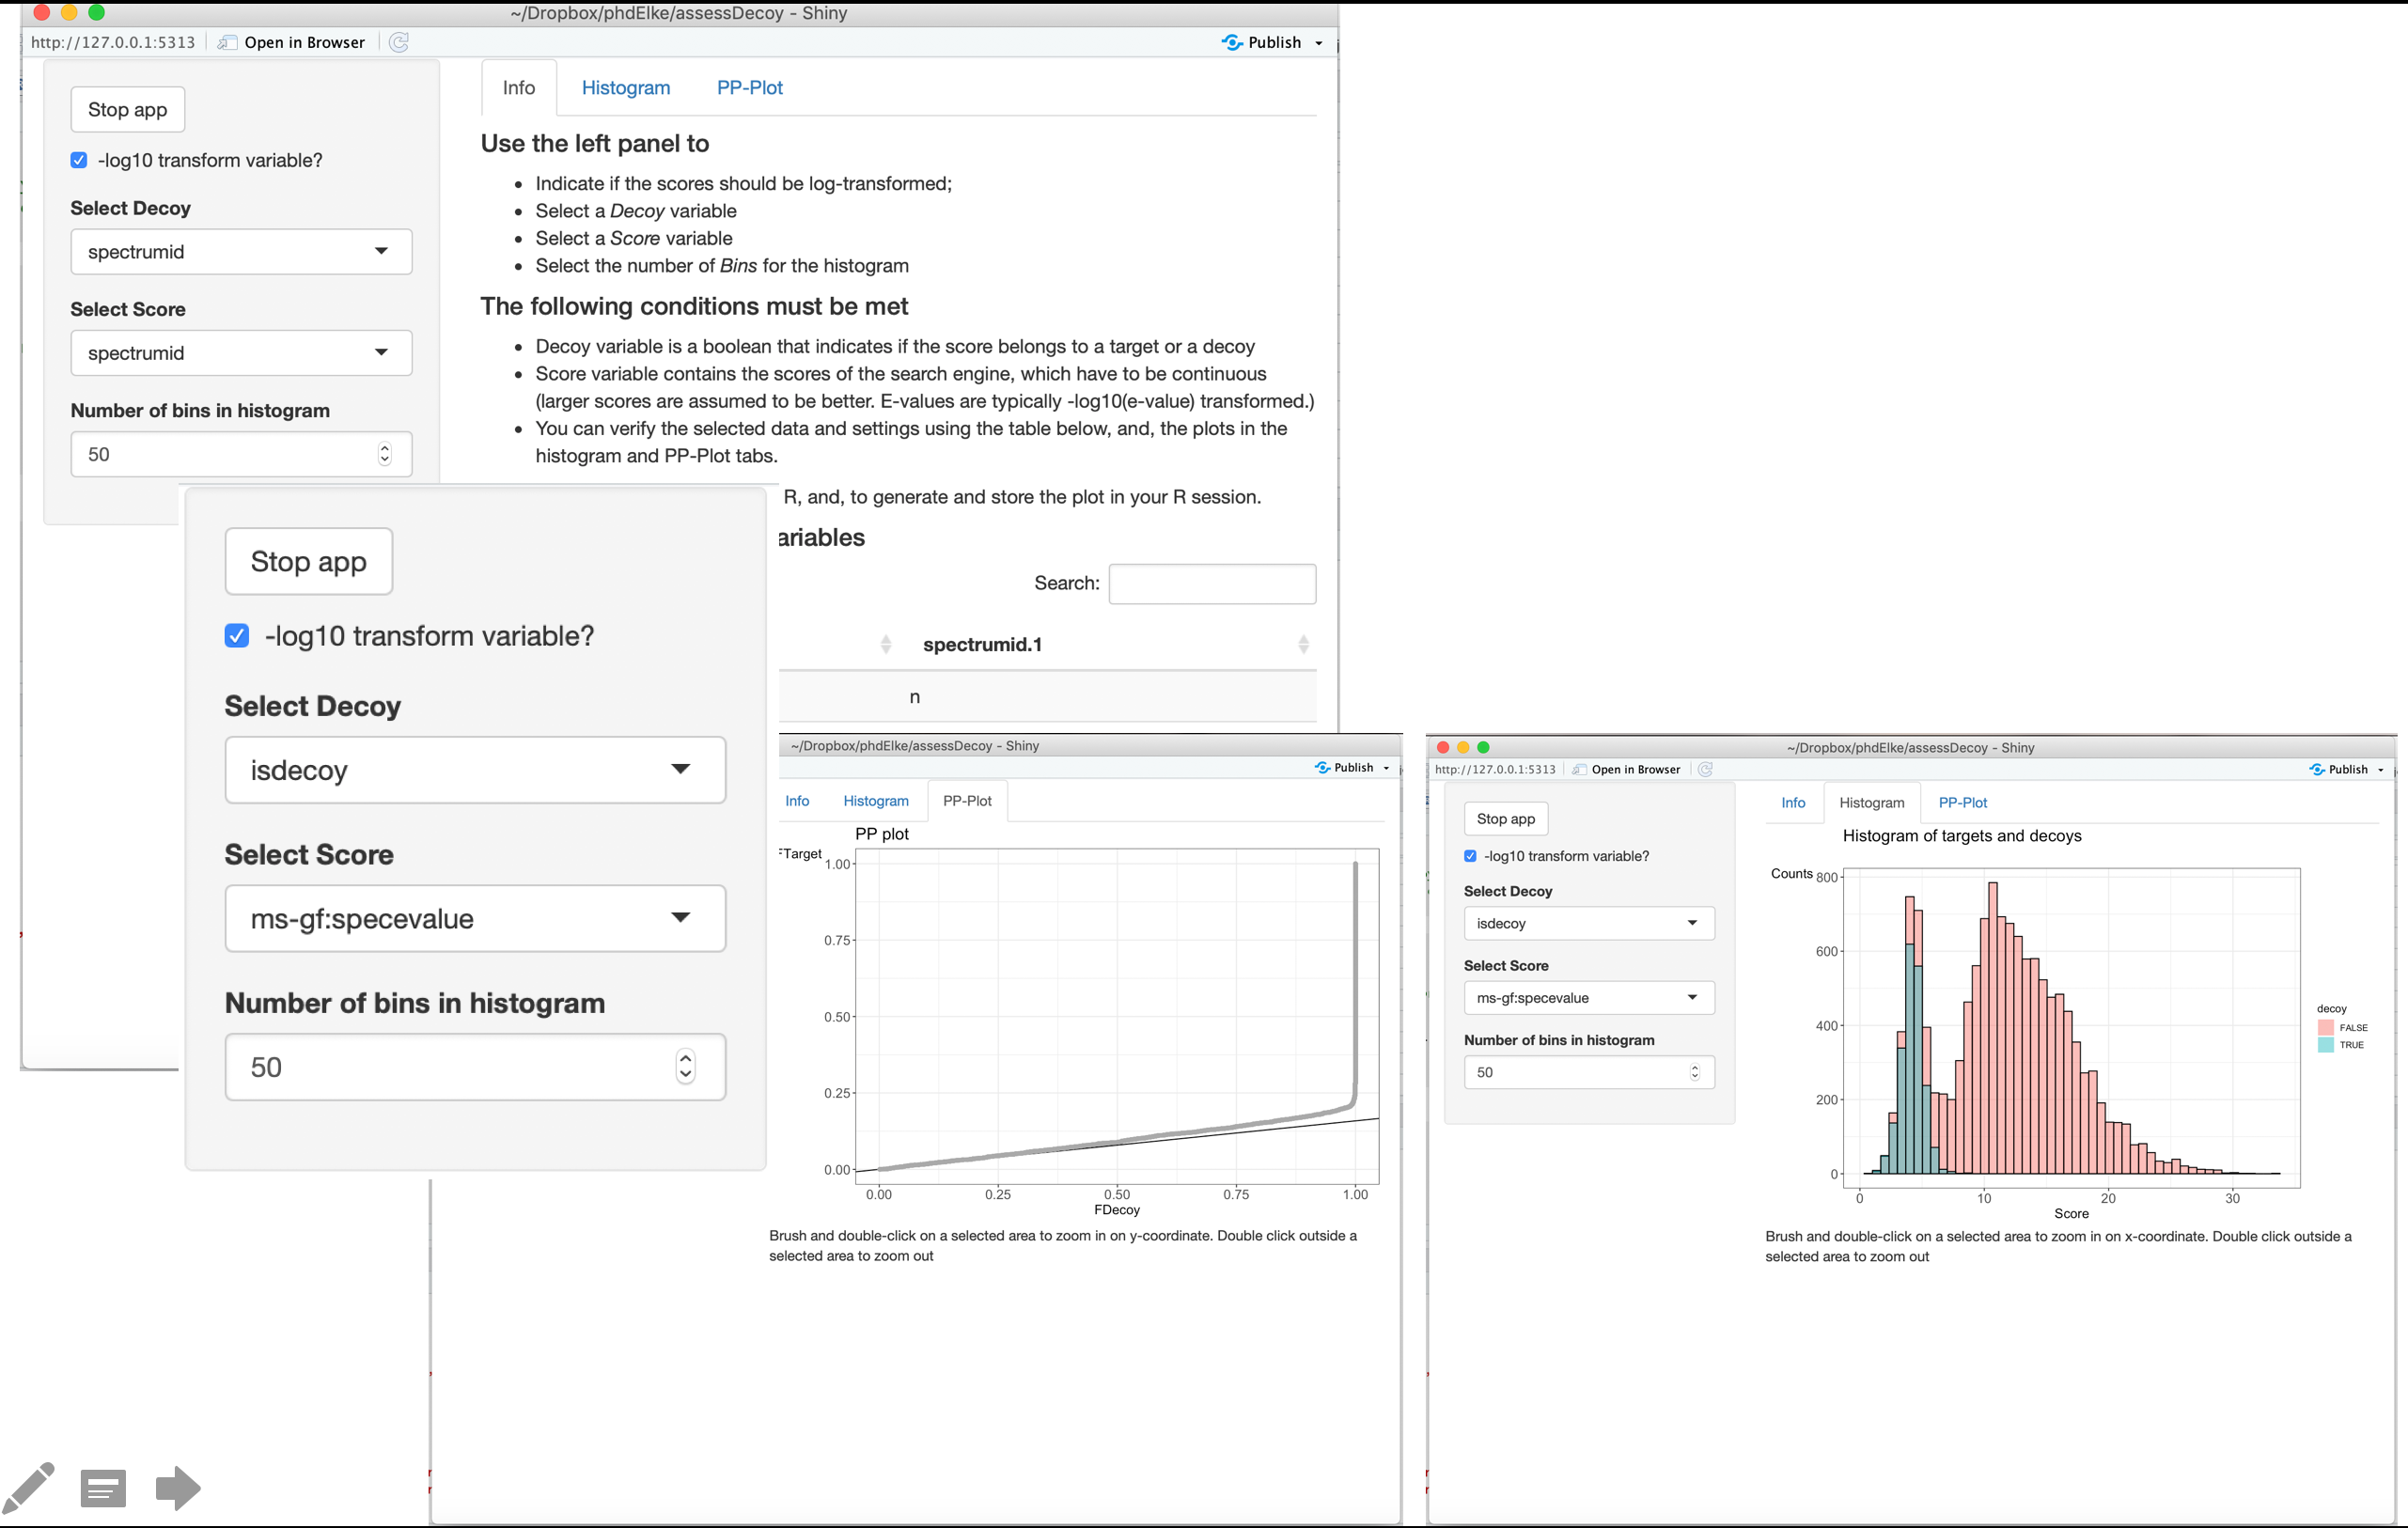 ~/Dropbox/phdElke/assessDecoy - Shiny
http://127.0.0.1:5313
Open in Browser
Publish
Stop app
-log10 transform variable?
Select Decoy
spectrumid
Select Score
spectrumid
Number of bins in histogram
50
Info
Histogram
PP-Plot
Use the left panel to
• Indicate if the scores should be log-transformed;
• Select a Decoy variable
• Select a Score variable
• Select the number of Bins for the histogram
The following conditions must be met
• Decoy variable is a boolean that indicates if the score belongs to a target or a decoy
• Score variable contains the scores of the search engine, which have to be continuous
(larger scores are assumed to be better. E-values are typically -log10(e-value) transformed.)
• You can verify the selected data and settings using the table below, and, the plots in the
histogram and PP-Plot tabs.
R, and, to generate and store the plot in your R session.
ariables
Search:
spectrumid.1
n
Stop app
-log10 transform variable?
Select Decoy
isdecoy
Select Score
ms-gf:specevalue
Number of bins in histogram
50
~/Dropbox/phdElke/assessDecoy - Shiny
Publish
Info
Histogram
PP-Plot
PP plot
FTarget
1.00
0.75
0.50
0.25
0.00
0.00
0.25
0.50
0.75
1.00
FDecoy
Brush and double-click on a selected area to zoom in on y-coordinate. Double click outside a
selected area to zoom out
~/Dropbox/phdElke/assessDecoy - Shiny
http://127.0.0.1:5313
Open in Browser
Publish
Stop app
-log10 transform variable?
Select Decoy
isdecoy
Select Score
ms-gf:specevalue
Number of bins in histogram
50
Info
Histogram
PP-Plot
Histogram of targets and decoys
Counts
800
600
400
200
0
0
10
20
30
Score
decoy
FALSE
TRUE
Brush and double-click on a selected area to zoom in on x-coordinate. Double click outside a
selected area to zoom out